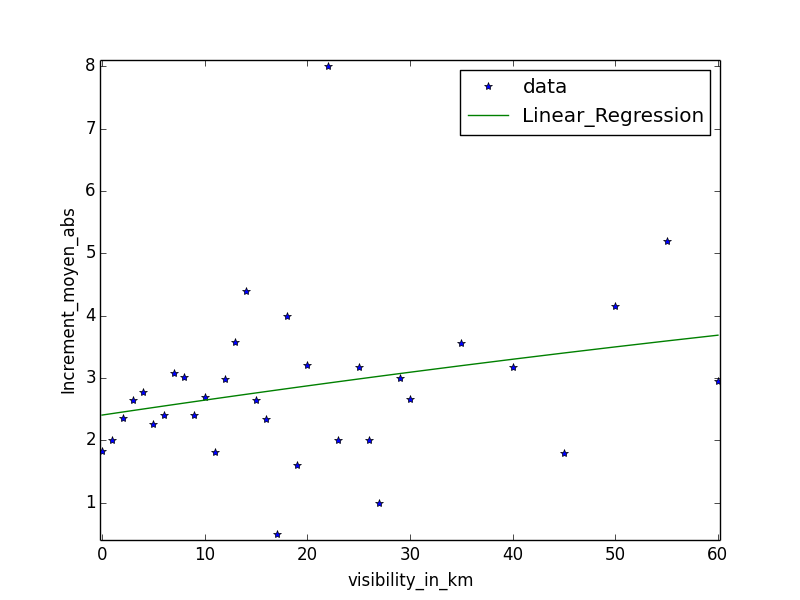 8
7
6
5
4
3
2
1
Increment_moyen_abs
data
Linear_Regression
0 10 20 30 40 50 60
visibility_in_km